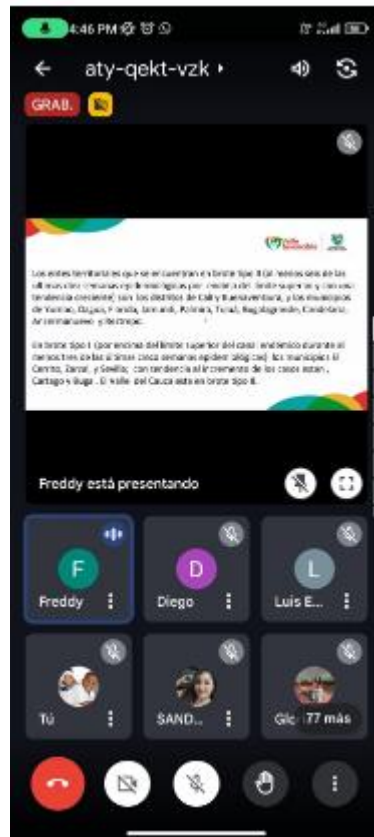 4:46 PM
aty-qekt-vzk
GRAB.
Los entes territoriales que se encuentran en brote tipo II (al menos seis de las
ultimas diez semanas epidemiológicas por encima del límite superior y con una
tendencia creciente) son los distritos de Cali y Buenaventura, y los municipios
de Yumbo, Dagua, Florida, Jamundí, Palmira, Tuluá, Bugalagrande, Candelaria,
Ansermanuevo y Restrepo.
En brote tipo I (por encima del límite superior del canal endémico durante al
menos tres de las últimas cinco semanas epidemiológicas) los municipios El
Cerrito, Zarzal, y Sevilla; con tendencia al incremento de los casos estan ,
Cartago y Buga . El Valle del Cauca esta en brote tipo II.
Freddy está presentando
F
D
L
Freddy
Diego
Luis E...
Tú
SAND...
Glo
77 más